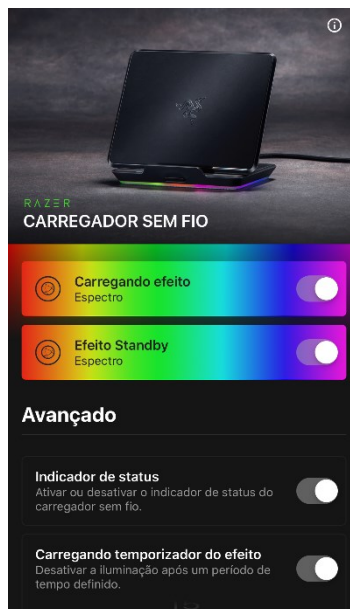 RAZER
CARREGADOR SEM FIO
Carregando efeito
Espectro
Efeito Standby
Espectro
Avançado
Indicador de status
Ativar ou desativar o indicador de status do
carregador sem fio.
Carregando temporizador do efeito
Desativar a iluminação após um período de
tempo definido.